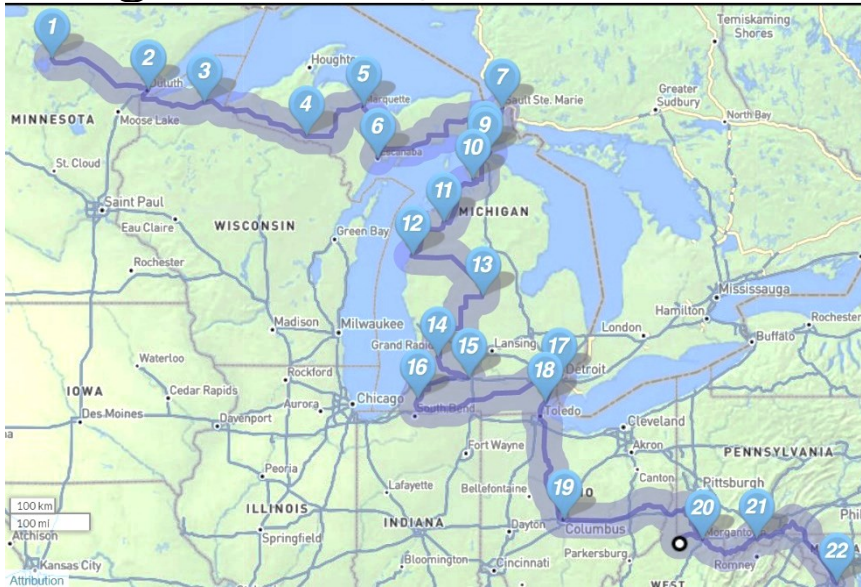 1
2
3
4
5
6
7
9
10
11
12
13
14
15
16
17
18
19
20
21
22
Temiskaming
Shores
Houghton
Duluth
Marquette
Sault Ste. Marie
Greater
Sudbury
North Bay
MINNESOTA
Moose Lake
Escanaba
St. Cloud
Saint Paul
Eau Claire
WISCONSIN
Green Bay
MICHIGAN
Rochester
Mississauga
Hamilton
Rochester
London
Buffalo
Madison
Milwaukee
Grand Rapids
Lansing
Detroit
Waterloo
Rockford
IOWA
Cedar Rapids
Aurora
Chicago
South Bend
Toledo
Cleveland
Des Moines
Davenport
Akron
Fort Wayne
PENNSYLVANIA
Peoria
Canton
Pittsburgh
Lafayette
Bellefontaine
100 km
100 mi
ILLINOIS
INDIANA
Dayton
Columbus
Morgantown
Phil
Atchison
Springfield
Parkersburg
Romney
Kansas City
Bloomington
Cincinnati
WEST
Attribution